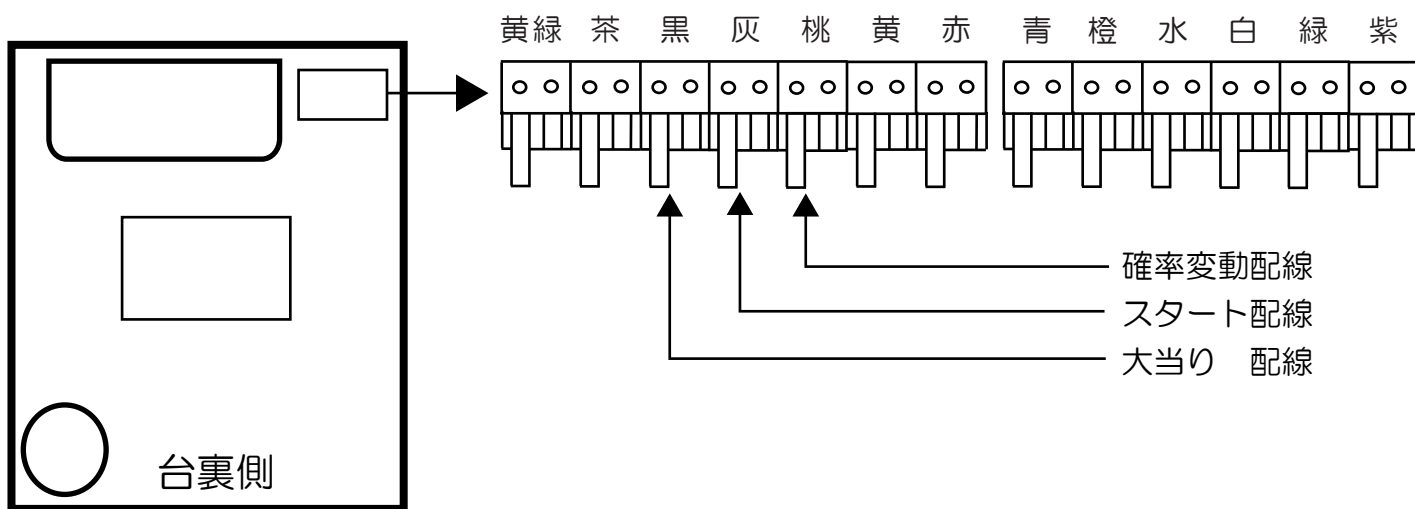 黄緑 茶 黒 灰 桃 黄 赤 青 橙 水 白 緑 紫
確率変動配線
スタート配線
大当り　配線
台裏側